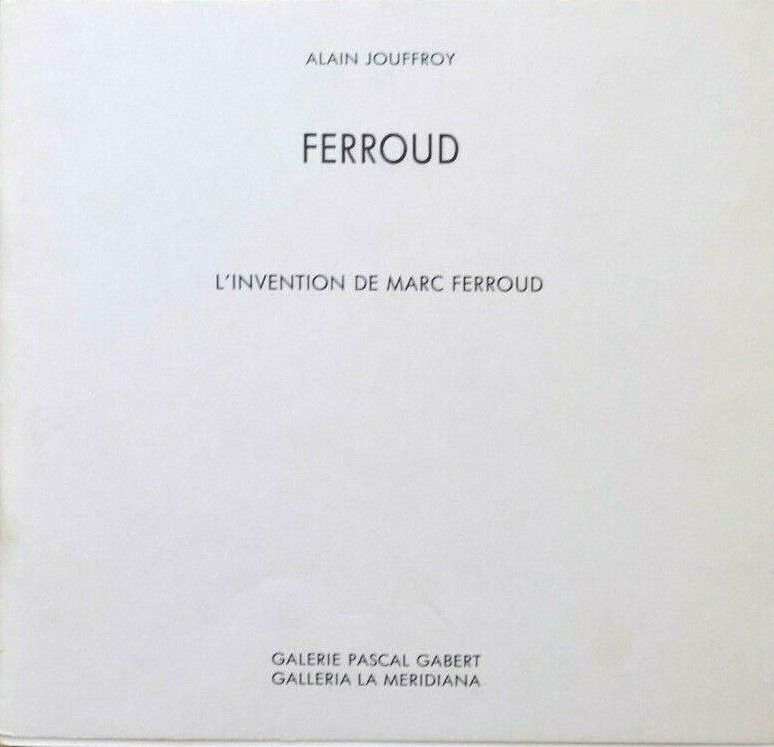 ALAIN JOUFFROY
FERROUD
L'INVENTION DE MARC FERROUD
GALERIE PASCAL GABERT
GALLERIA LA MERIDIANA